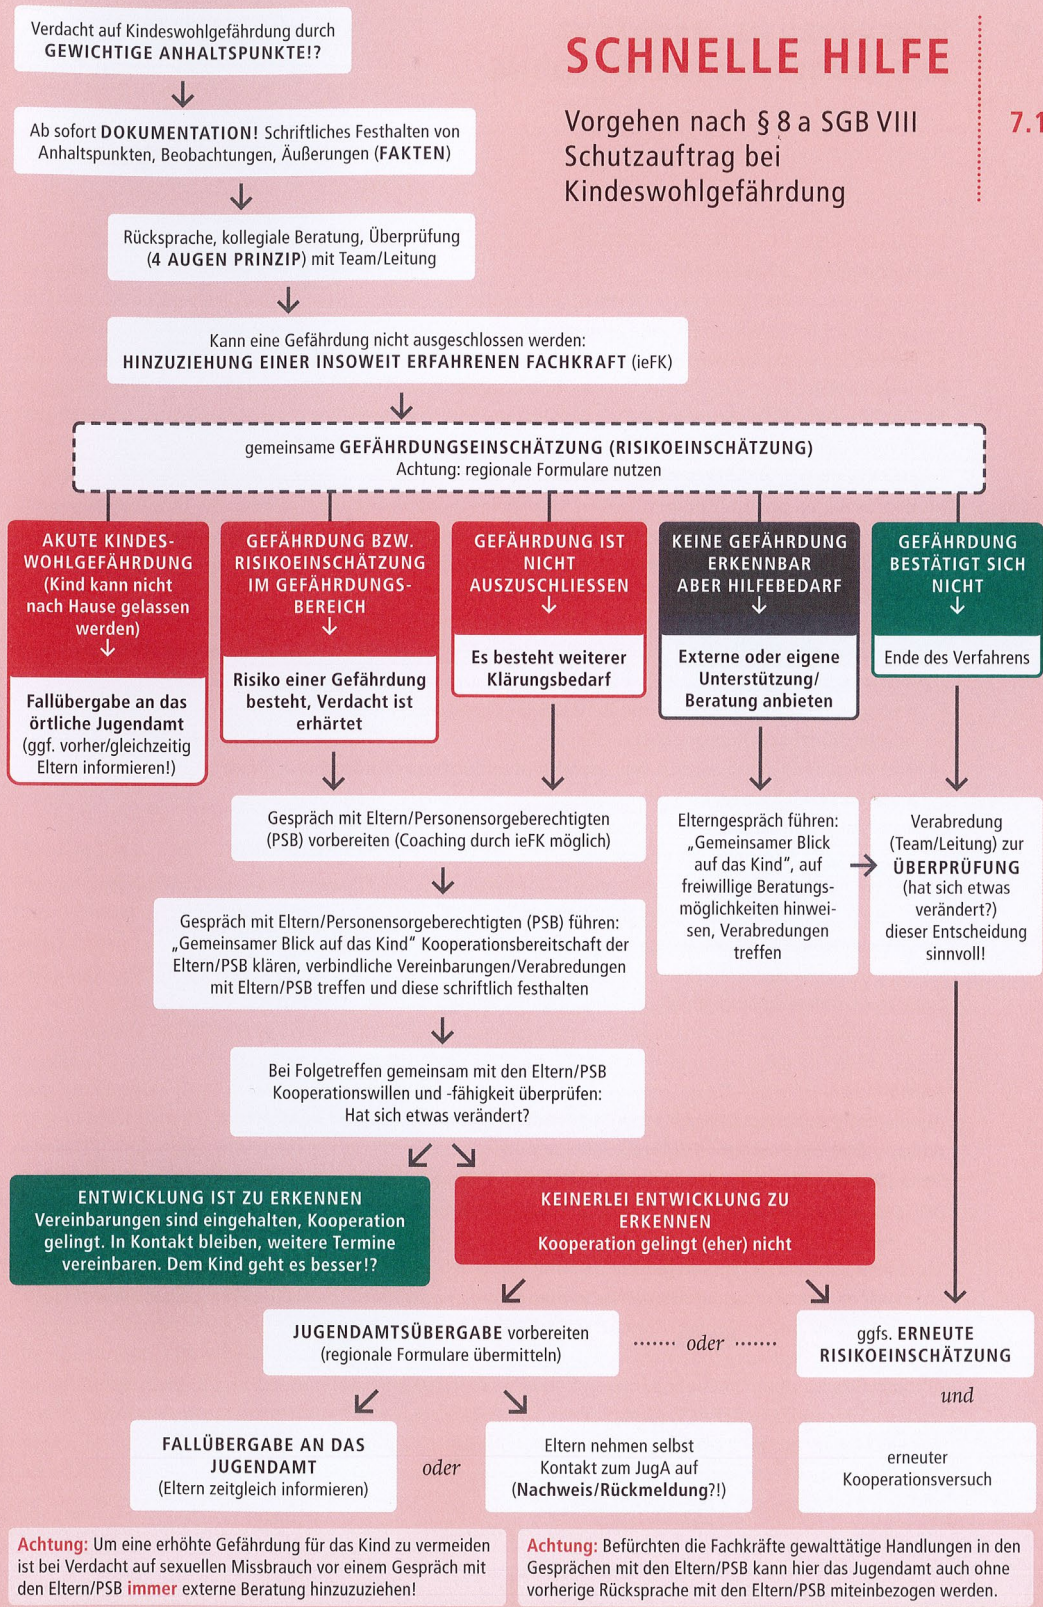 Verdacht auf Kindeswohlgefährdung durch
GEWICHTIGE ANHALTSPUNKTE!?
SCHNELLE HILFE
Vorgehen nach § 8 a SGB VIII
Schutzauftrag bei
Kindeswohlgefährdung
7.1
Ab sofort DOKUMENTATION! Schriftliches Festhalten von
Anhaltspunkten, Beobachtungen, Äußerungen (FAKTEN)
Rücksprache, kollegiale Beratung, Überprüfung
(4 AUGEN PRINZIP) mit Team/Leitung
Kann eine Gefährdung nicht ausgeschlossen werden:
HINZUZIEHUNG EINER INSOWEIT ERFAHRENEN FACHKRAFT (ieFK)
gemeinsame GEFÄHRDUNGSEINSCHÄTZUNG (RISIKOEINSCHÄTZUNG)
Achtung: regionale Formulare nutzen
AKUTE KINDES-
WOHLGEFÄHRDUNG
(Kind kann nicht
nach Hause gelassen
werden)
Fallübergabe an das
örtliche Jugendamt
(ggf. vorher/gleichzeitig
Eltern informieren!)
GEFÄHRDUNG BZW.
RISIKOEINSCHÄTZUNG
IM GEFÄHRDUNGS-
BEREICH
Risiko einer Gefährdung
besteht, Verdacht ist
erhärtet
GEFÄHRDUNG IST
NICHT
AUSZUSCHLIESSEN
Es besteht weiterer
Klärungsbedarf
KEINE GEFÄHRDUNG
ERKENNBAR
ABER HILFEBEDARF
Externe oder eigene
Unterstützung/
Beratung anbieten
GEFÄHRDUNG
BESTÄTIGT SICH
NICHT
Ende des Verfahrens
Gespräch mit Eltern/Personensorgeberechtigten
(PSB) vorbereiten (Coaching durch ieFK möglich)
Elterngespräch führen:
„Gemeinsamer Blick
auf das Kind“, auf
freiwillige Beratungs-
möglichkeiten hinwei-
sen, Verabredungen
treffen
Verabredung
(Team/Leitung) zur
ÜBERPRÜFUNG
(hat sich etwas
verändert?)
dieser Entscheidung
sinnvoll!
Gespräch mit Eltern/Personensorgeberechtigten (PSB) führen:
„Gemeinsamer Blick auf das Kind“ Kooperationsbereitschaft der
Eltern/PSB klären, verbindliche Vereinbarungen/Verabredungen
mit Eltern/PSB treffen und diese schriftlich festhalten
Bei Folgetreffen gemeinsam mit den Eltern/PSB
Kooperationswillen und -fähigkeit überprüfen:
Hat sich etwas verändert?
ENTWICKLUNG IST ZU ERKENNEN
Vereinbarungen sind eingehalten, Kooperation
gelingt. In Kontakt bleiben, weitere Termine
vereinbaren. Dem Kind geht es besser!?
KEINERLEI ENTWICKLUNG ZU
ERKENNEN
Kooperation gelingt (eher) nicht
JUGENDAMTSÜBERGABE vorbereiten
(regionale Formulare übermitteln)
....... oder .......
ggfs. ERNEUTE
RISIKOEINSCHÄTZUNG
und
FALLÜBERGABE AN DAS
JUGENDAMT
(Eltern zeitgleich informieren)
oder
Eltern nehmen selbst
Kontakt zum JugA auf
(Nachweis/Rückmeldung?!)
erneuter
Kooperationsversuch
Achtung: Um eine erhöhte Gefährdung für das Kind zu vermeiden
ist bei Verdacht auf sexuellen Missbrauch vor einem Gespräch mit
den Eltern/PSB immer externe Beratung hinzuzuziehen!
Achtung: Befürchten die Fachkräfte gewalttätige Handlungen in den
Gesprächen mit den Eltern/PSB kann hier das Jugendamt auch ohne
vorherige Rücksprache mit den Eltern/PSB miteinbezogen werden.